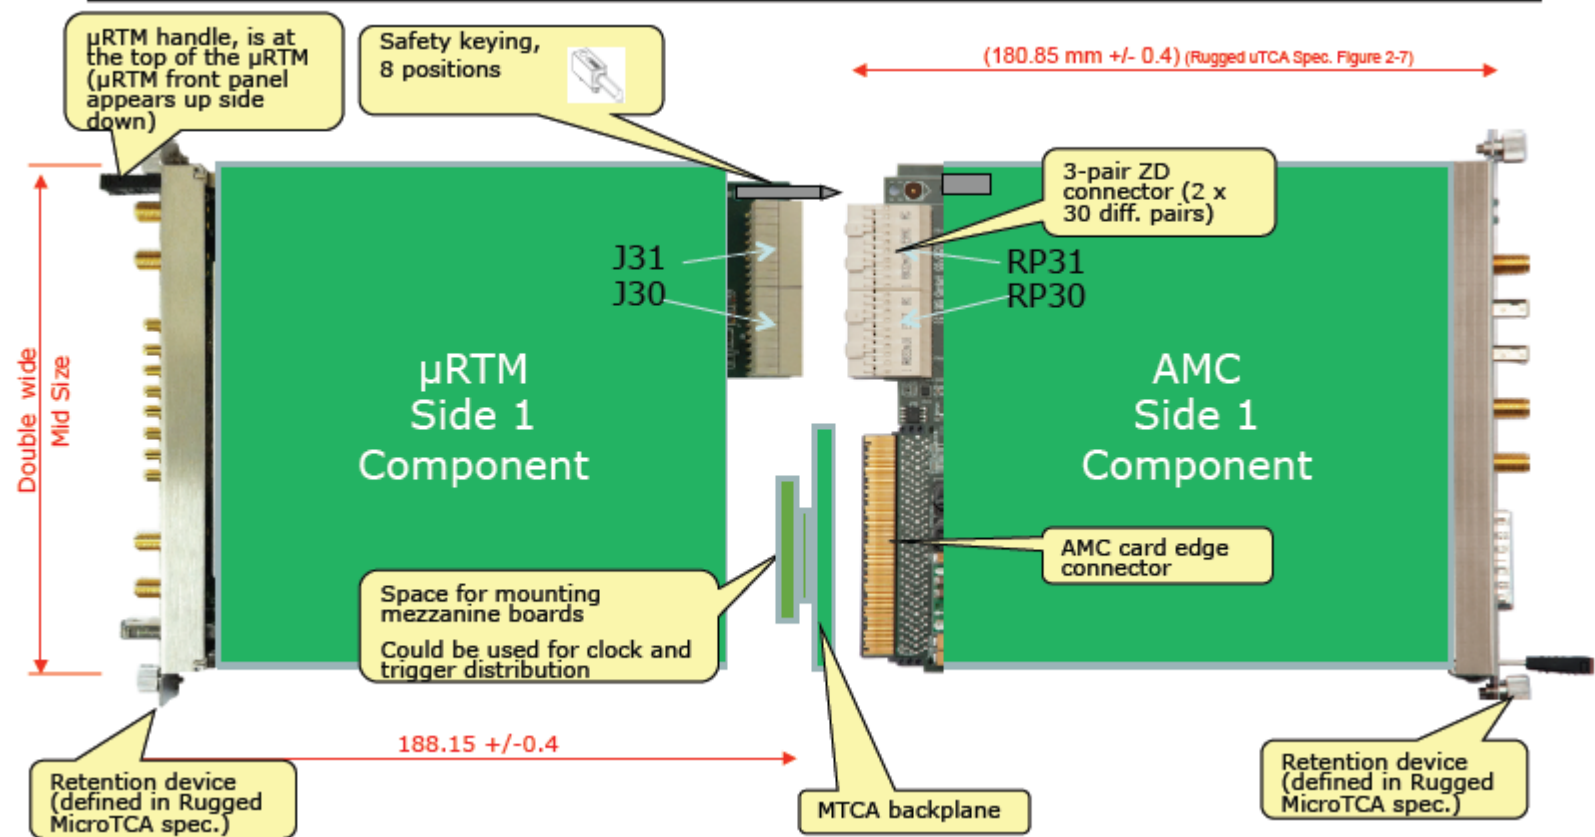 µRTM handle, is at
the top of the µRTM
(µRTM front panel
appears up side
down)
Safety keying,
8 positions
(180.85 mm +/- 0.4) (Rugged uTCA Spec. Figure 2-7)
3-pair ZD
connector (2 x
30 diff. pairs)
J31
J30
RP31
RP30
Double wide
Mid Size
µRTM
Side 1
Component
AMC
Side 1
Component
AMC card edge
connector
Space for mounting
mezzanine boards
Could be used for clock and
trigger distribution
188.15 +/-0.4
Retention device
(defined in Rugged
MicroTCA spec.)
MTCA backplane
Retention device
(defined in Rugged
MicroTCA spec.)